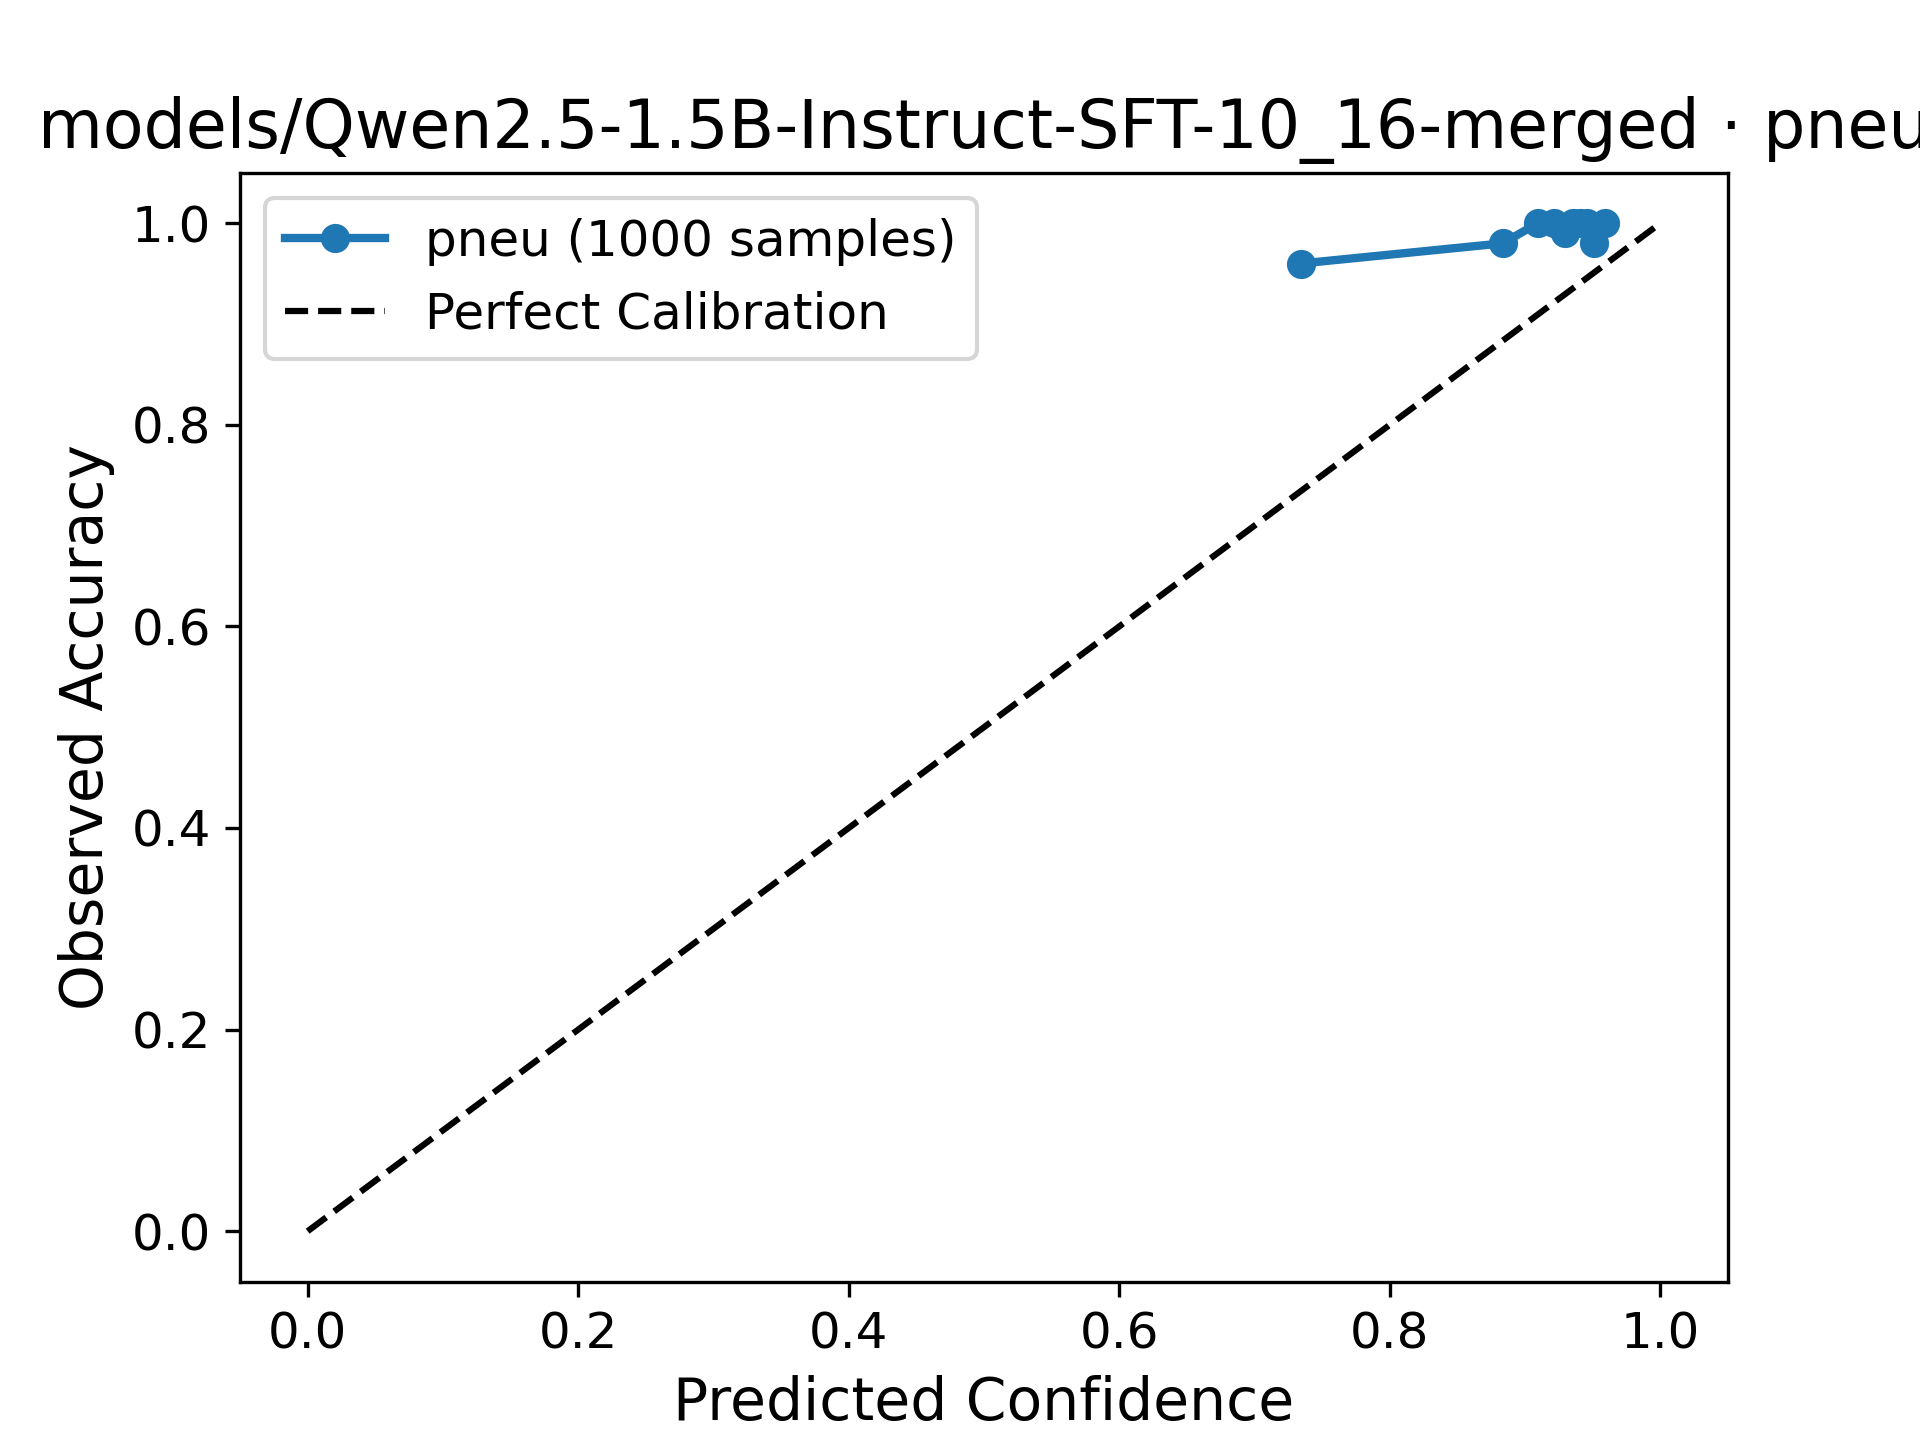 models/Qwen2.5-1.5B-Instruct-SFT-10_16-merged · pneu
pneu (1000 samples)
Perfect Calibration
Observed Accuracy
1.0
0.8
0.6
0.4
0.2
0.0
0.0 0.2 0.4 0.6 0.8 1.0
Predicted Confidence